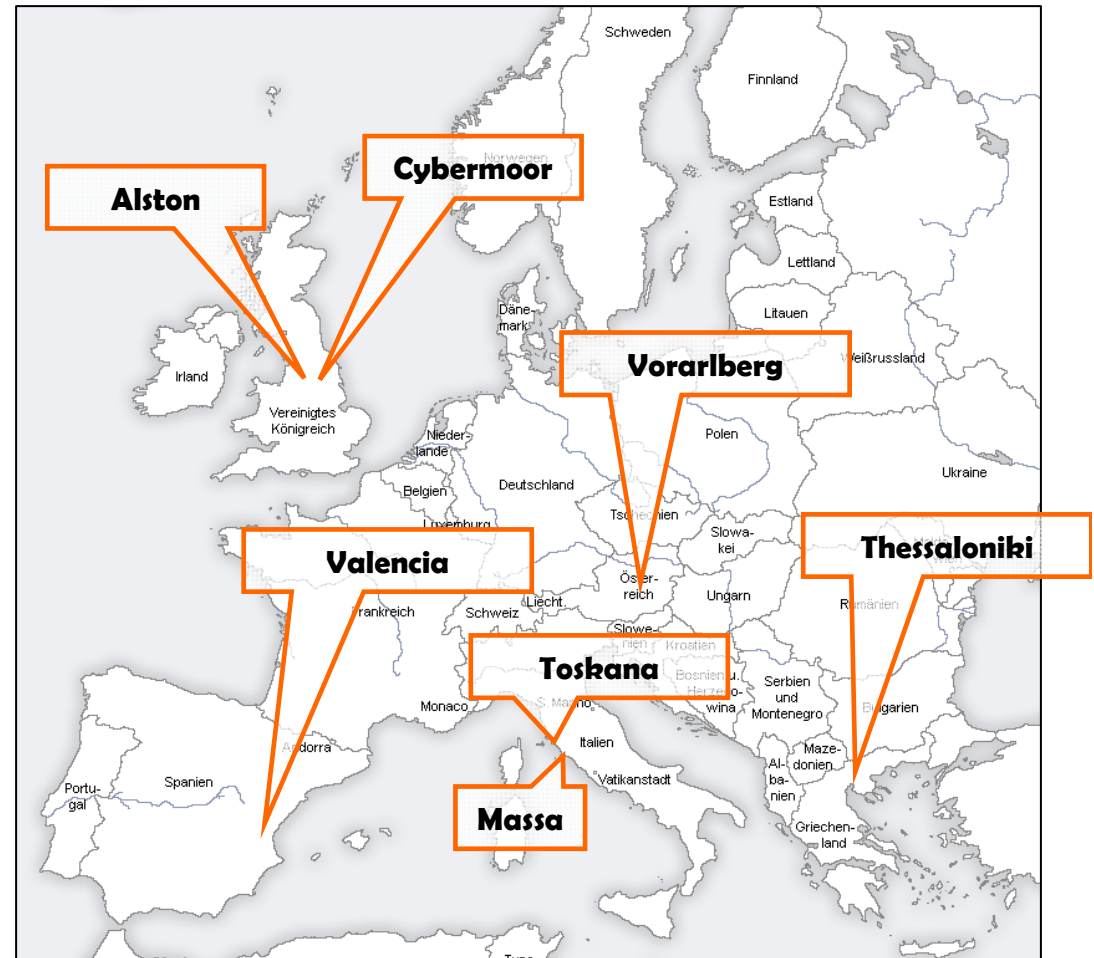 Schweden
Finnland
Cybermoor
Norwegen
Alston
Estland
Lettland
Däne-
mark
Litauen
Vorarlberg
Weißrussland
Irland
Vereinigtes
Königreich
Nieder-
lande
Polen
Ukraine
Belgien
Deutschland
Luxemburg
Tschechien
Slowa-
kei
Valencia
Thessaloniki
Öster-
reich
Liecht.
Ungarn
Rumänien
Frankreich
Schweiz
Slowe-
nien
Kroatien
Toskana
Bosnien u.
Herzego-
wina
Serbien
und
Montenegro
Monaco
S. Marino
Bulgarien
Andorra
Italien
Maze-
donien
Al-
ba-
nien
Spanien
Portu-
gal
Vatikanstadt
Massa
Griechen-
land